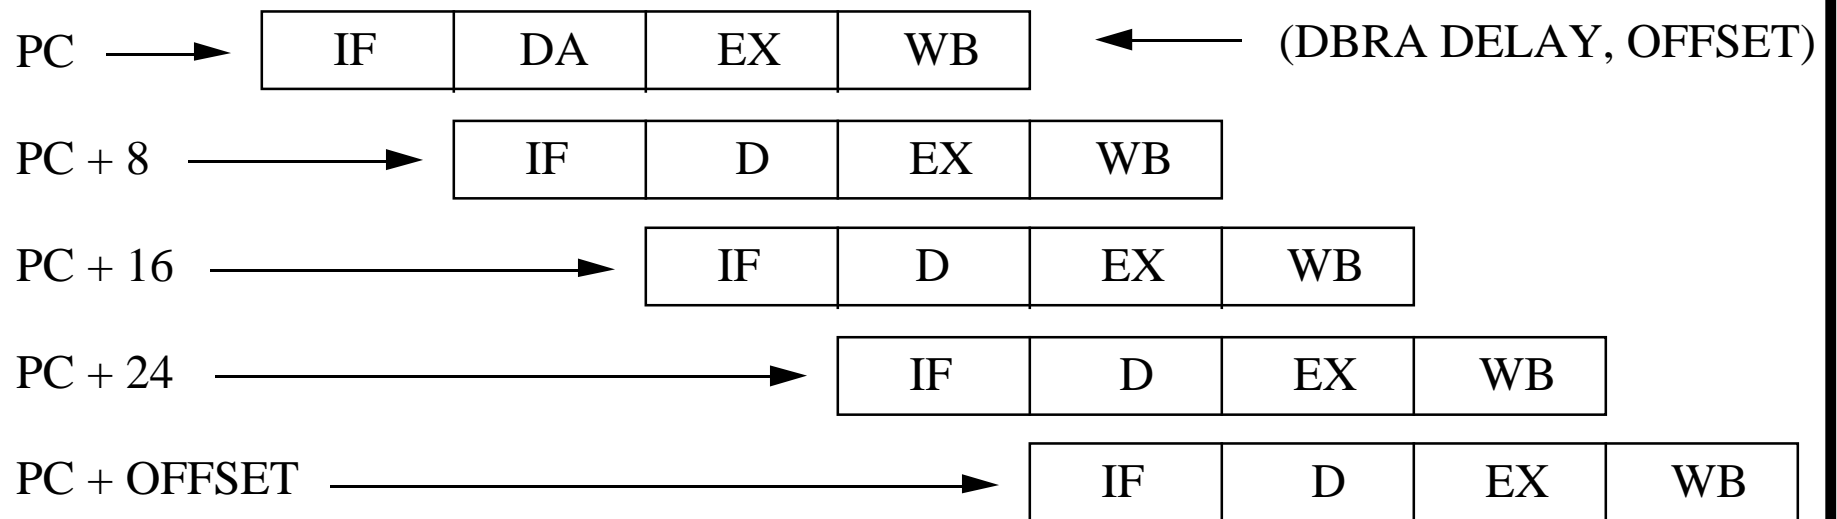 PC IF DA EX WB (DBRA DELAY, OFFSET)
PC + 8 IF D EX WB
PC + 16 IF D EX WB
PC + 24 IF D EX WB
PC + OFFSET IF D EX WB